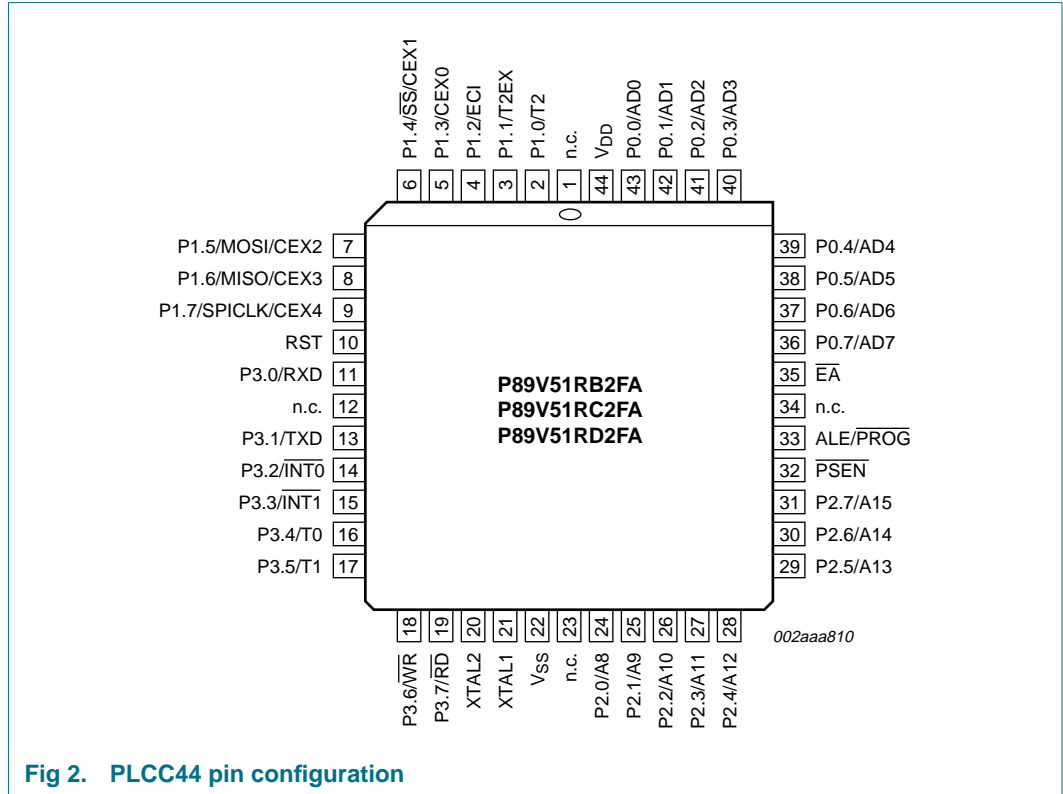 P1.4/S̅S̅/CEX1
P1.3/CEX0
P1.2/ECI
P1.1/T2EX
P1.0/T2
n.c.
VDD
P0.0/AD0
P0.1/AD1
P0.2/AD2
P0.3/AD3
6 5 4 3 2 1 44 43 42 41 40
P1.5/MOSI/CEX2 7
P1.6/MISO/CEX3 8
P1.7/SPICLK/CEX4 9
RST 10
P3.0/RXD 11
n.c. 12
P3.1/TXD 13
P3.2/I̅N̅T̅0̅ 14
P3.3/I̅N̅T̅1̅ 15
P3.4/T0 16
P3.5/T1 17
P89V51RB2FA
P89V51RC2FA
P89V51RD2FA
39 P0.4/AD4
38 P0.5/AD5
37 P0.6/AD6
36 P0.7/AD7
35 E̅A̅
34 n.c.
33 ALE/P̅R̅O̅G̅
32 P̅S̅E̅N̅
31 P2.7/A15
30 P2.6/A14
29 P2.5/A13
18 19 20 21 22 23 24 25 26 27 28
P3.6/W̅R̅
P3.7/R̅D̅
XTAL2
XTAL1
VSS
n.c.
P2.0/A8
P2.1/A9
P2.2/A10
P2.3/A11
P2.4/A12
002aaa810
Fig 2. PLCC44 pin configuration